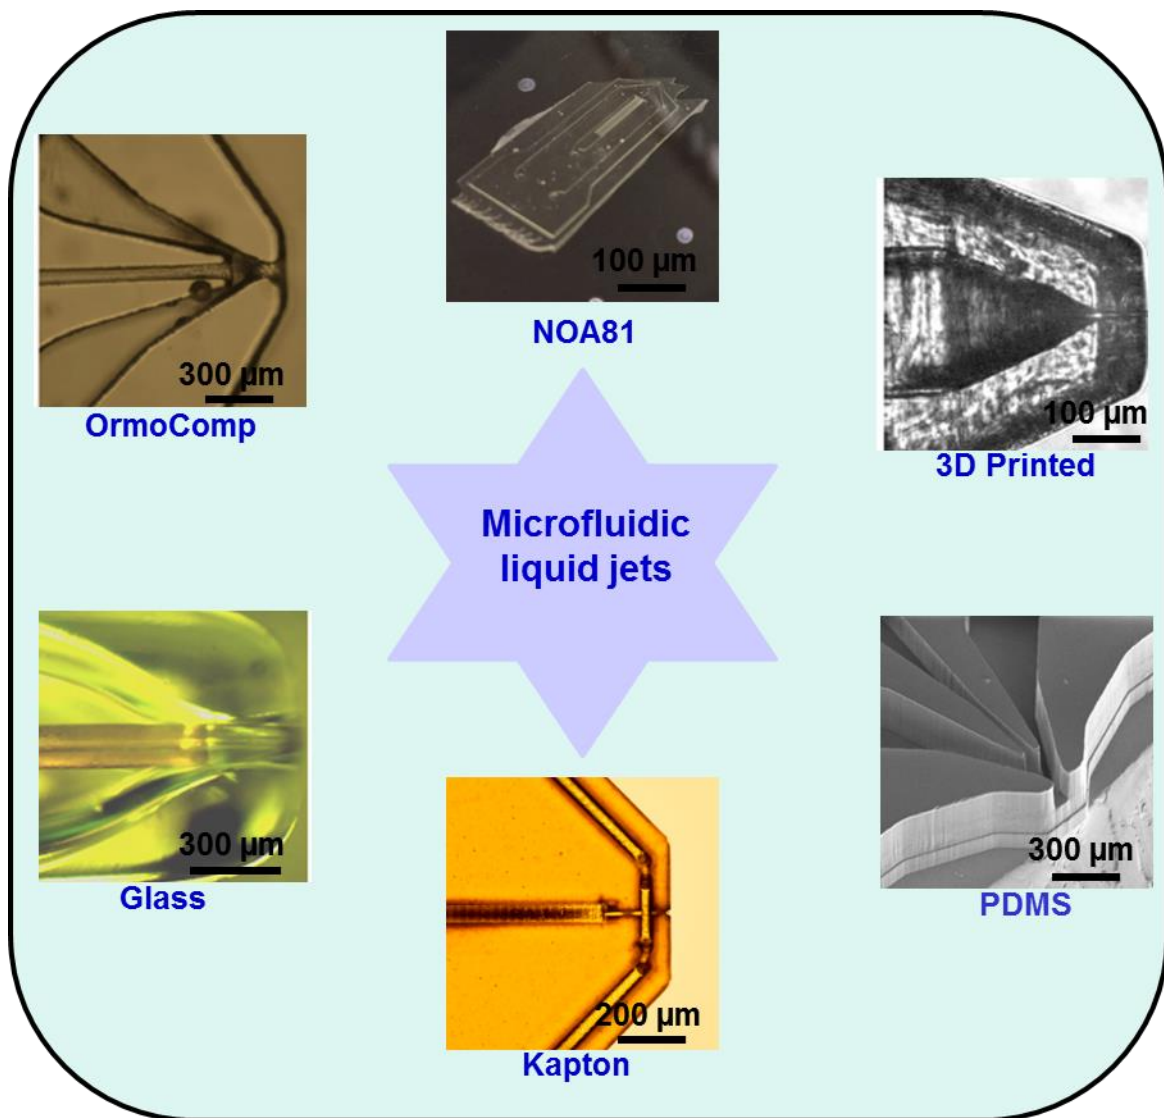 100 µm
NOA81
300 µm
OrmoComp
100 µm
3D Printed
Microfluidic
liquid jets
300 µm
Glass
300 µm
PDMS
200 µm
Kapton